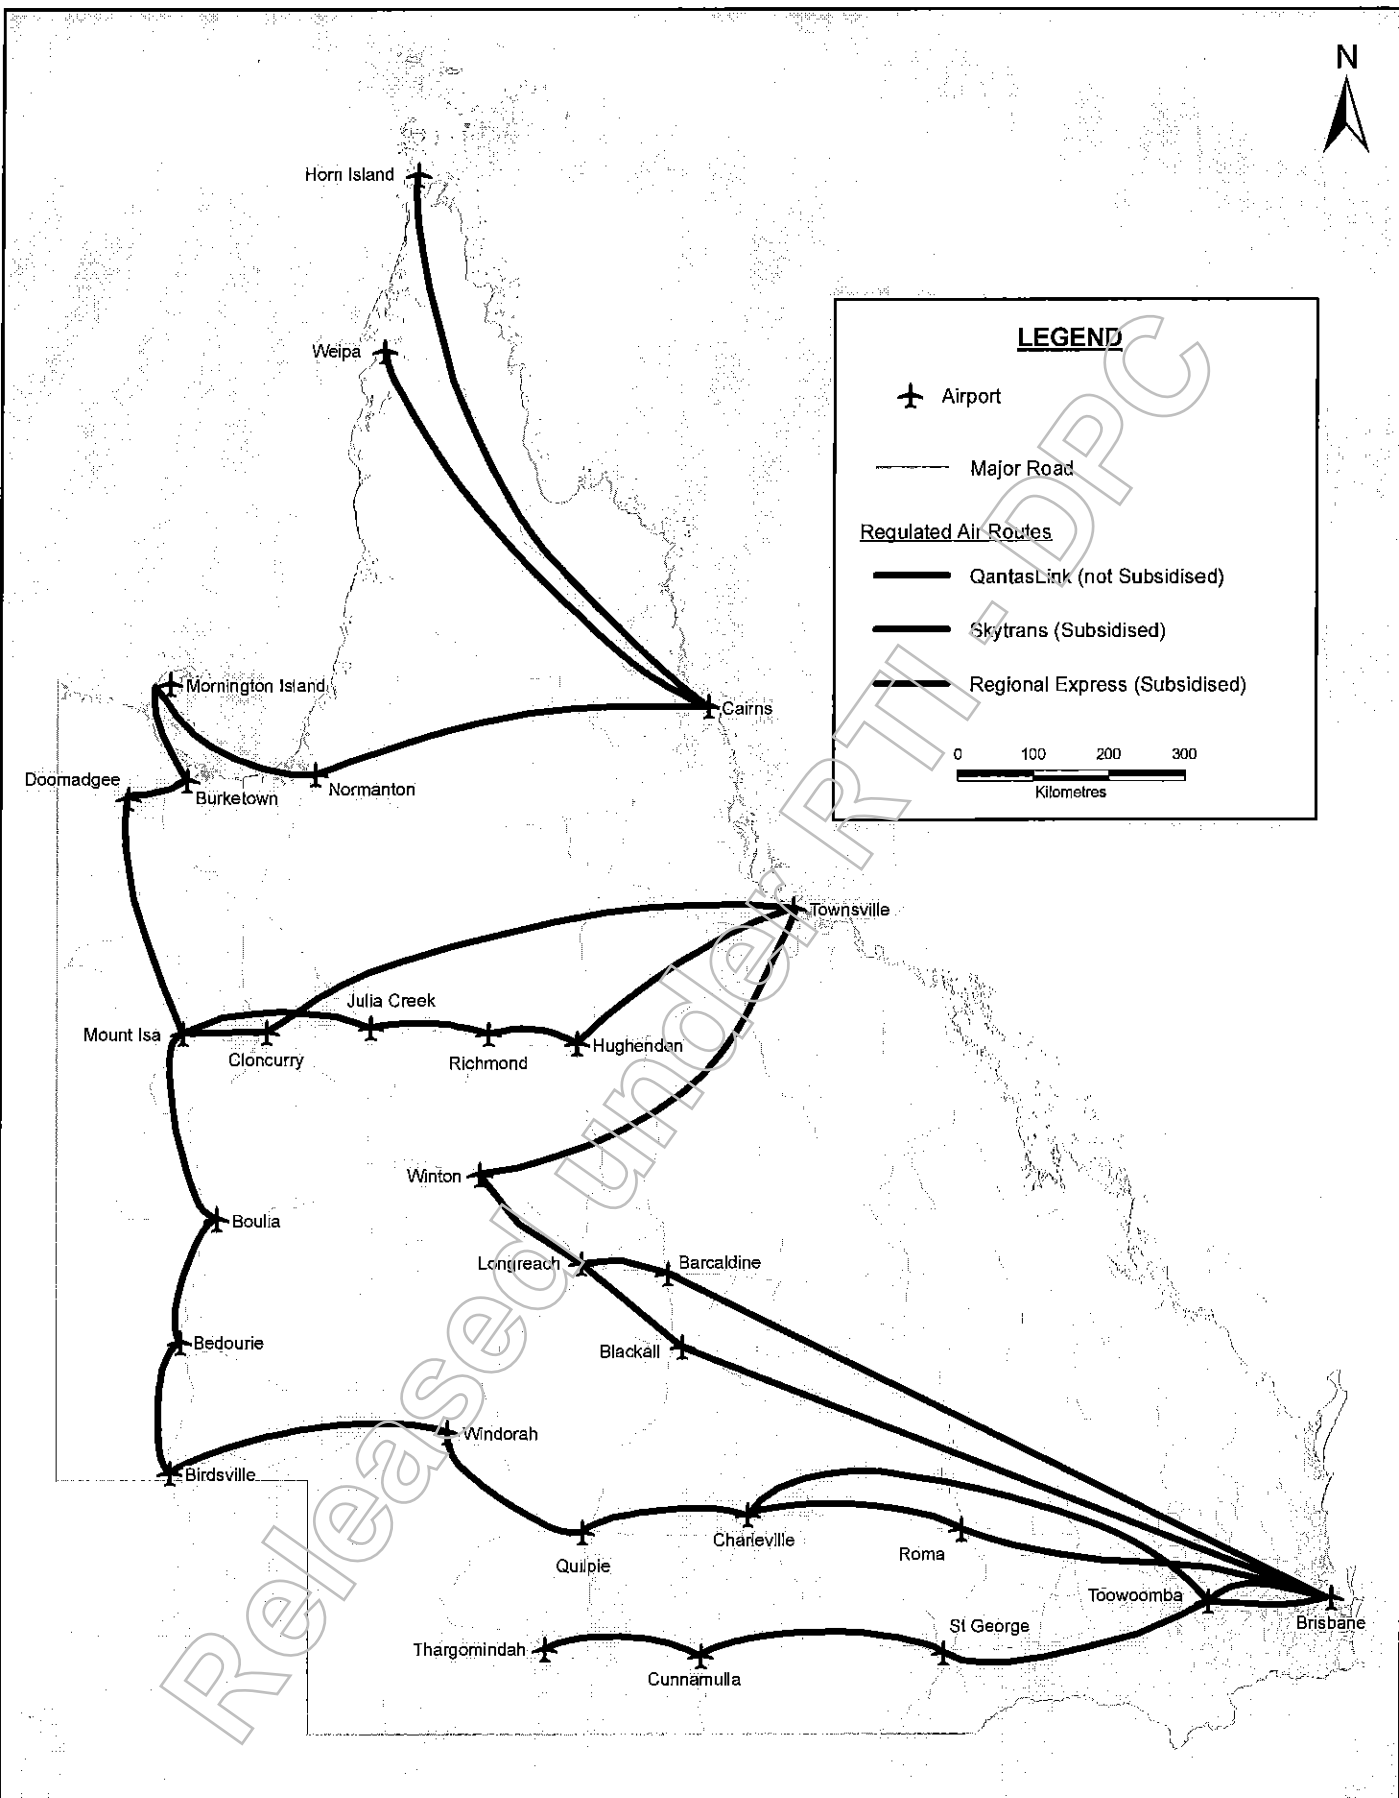 N
Horn Island
Weipa
LEGEND
Airport
Major Road
Regulated Air Routes
QantasLink (not Subsidised)
Skytrans (Subsidised)
Regional Express (Subsidised)
0 100 200 300
Kilometres
Mornington Island
Cairns
Doomadgee
Burketown
Normanton
Townsville
Julia Creek
Mount Isa
Cloncurry
Richmond
Hughenden
Winton
Boulia
Longreach
Barcaldine
Bedourie
Blackall
Windorah
Birdsville
Quilpie
Charleville
Roma
Toowoomba
Brisbane
St George
Thargomindah
Cunnamulla
Released under RTI - DPC